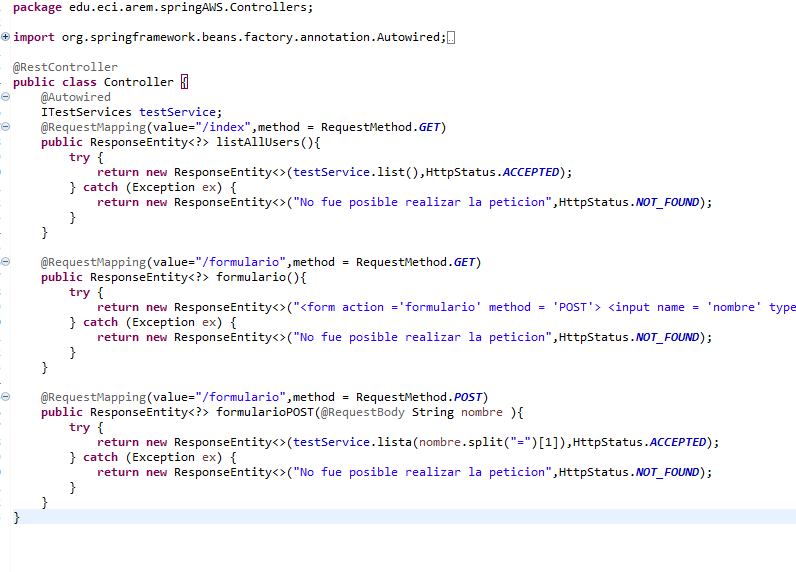 package edu.eci.arem.springAWS.Controllers;
import org.springframework.beans.factory.annotation.Autowired;
@RestController
public class Controller {
    @Autowired
    ITestServices testService;
    @RequestMapping(value="/index",method = RequestMethod.GET)
    public ResponseEntity<?> listAllUsers(){
        try {
            return new ResponseEntity<>(testService.list(),HttpStatus.ACCEPTED);
        } catch (Exception ex) {
            return new ResponseEntity<>("No fue posible realizar la peticion",HttpStatus.NOT_FOUND);
        }
    }
    @RequestMapping(value="/formulario",method = RequestMethod.GET)
    public ResponseEntity<?> formulario(){
        try {
            return new ResponseEntity<>("<form action ='formulario' method = 'POST'> <input name = 'nombre' type
        } catch (Exception ex) {
            return new ResponseEntity<>("No fue posible realizar la peticion",HttpStatus.NOT_FOUND);
        }
    }
    @RequestMapping(value="/formulario",method = RequestMethod.POST)
    public ResponseEntity<?> formularioPOST(@RequestBody String nombre ){
        try {
            return new ResponseEntity<>(testService.lista(nombre.split("=")[1]),HttpStatus.ACCEPTED);
        } catch (Exception ex) {
            return new ResponseEntity<>("No fue posible realizar la peticion",HttpStatus.NOT_FOUND);
        }
    }
}